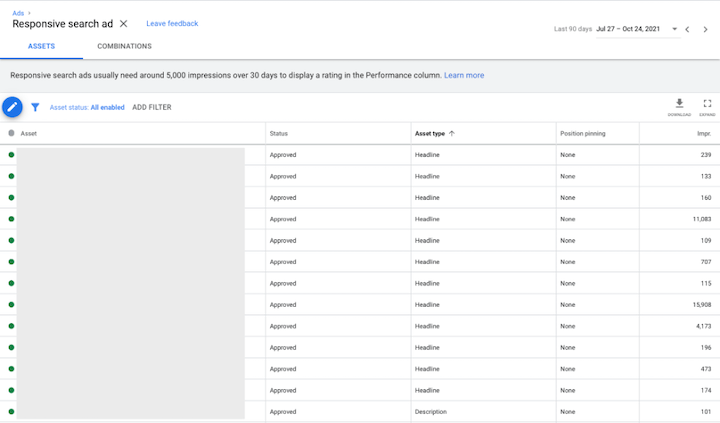 Ads ›
Responsive search ad × Leave feedback
Last 90 days Jul 27 – Oct 24, 2021
ASSETS COMBINATIONS
Responsive search ads usually need around 5,000 impressions over 30 days to display a rating in the Performance column. Learn more
Asset status: All enabled ADD FILTER
DOWNLOAD EXPAND
Asset Status Asset type ↑ Position pinning Impr.
Approved Headline None 239
Approved Headline None 133
Approved Headline None 160
Approved Headline None 11,083
Approved Headline None 109
Approved Headline None 707
Approved Headline None 115
Approved Headline None 15,908
Approved Headline None 4,173
Approved Headline None 196
Approved Headline None 473
Approved Headline None 174
Approved Description None 101